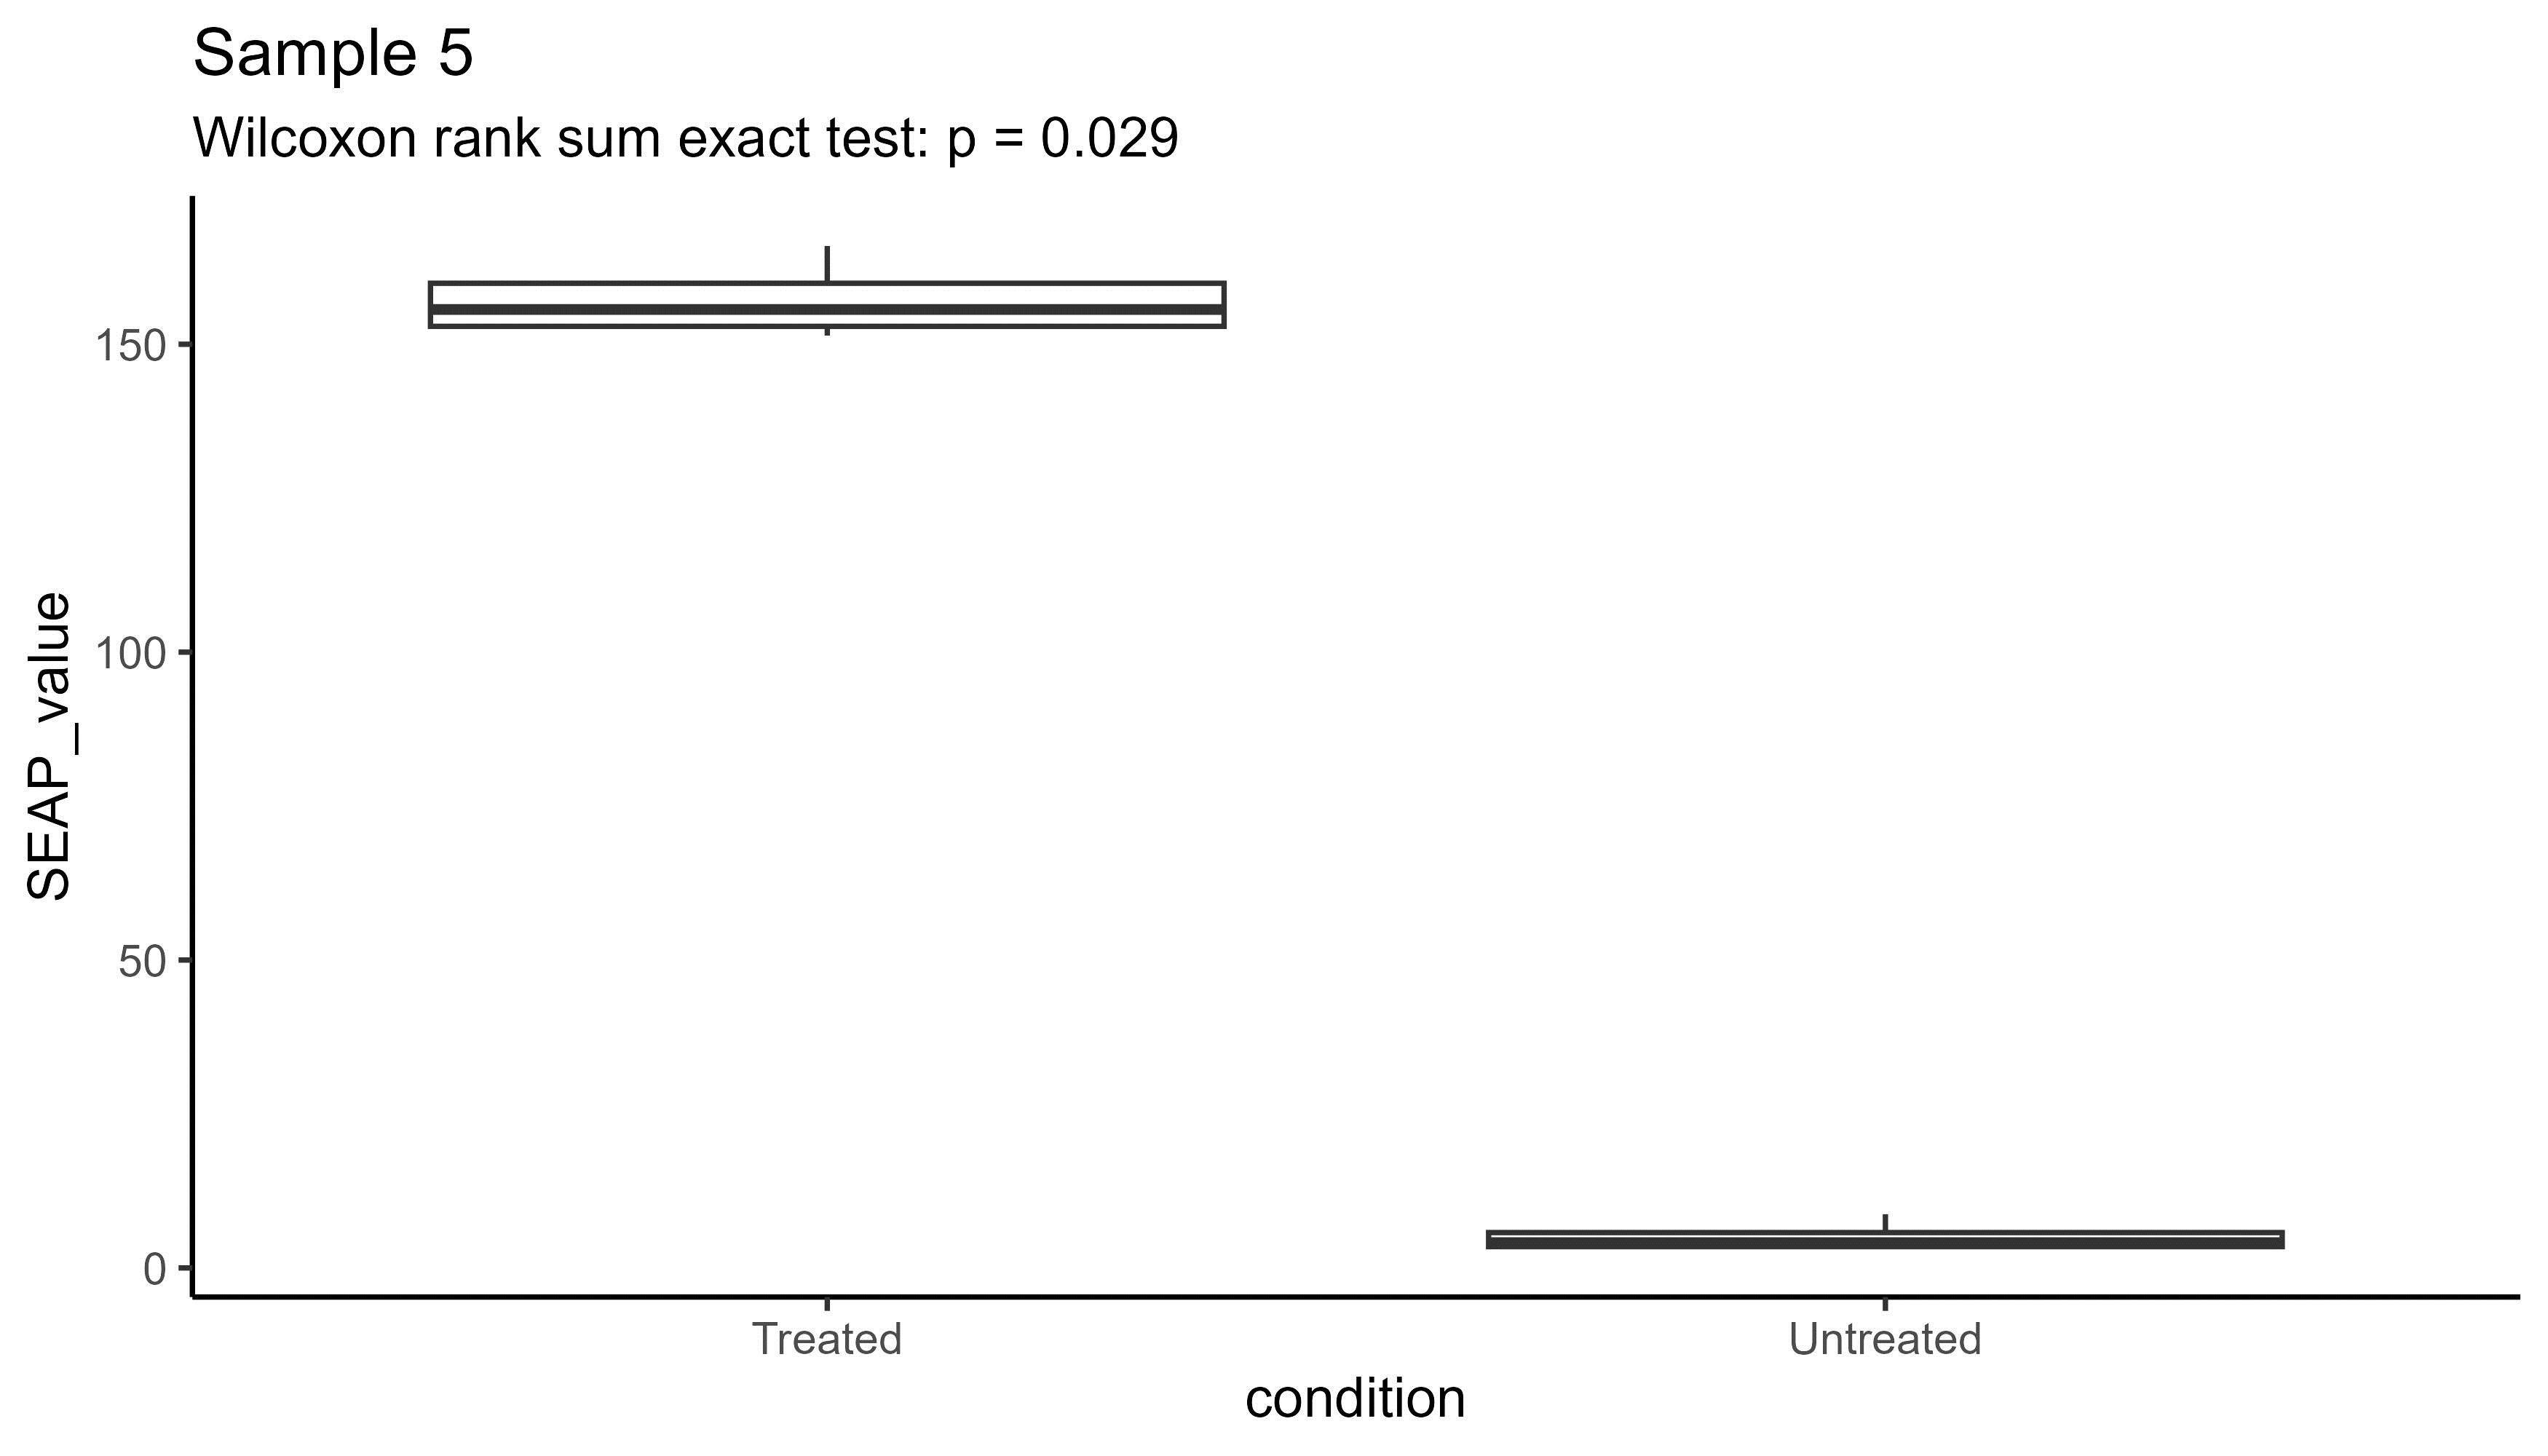 Sample 5
Wilcoxon rank sum exact test: p = 0.029
SEAP_value
150
100
50
0
Treated
Untreated
condition